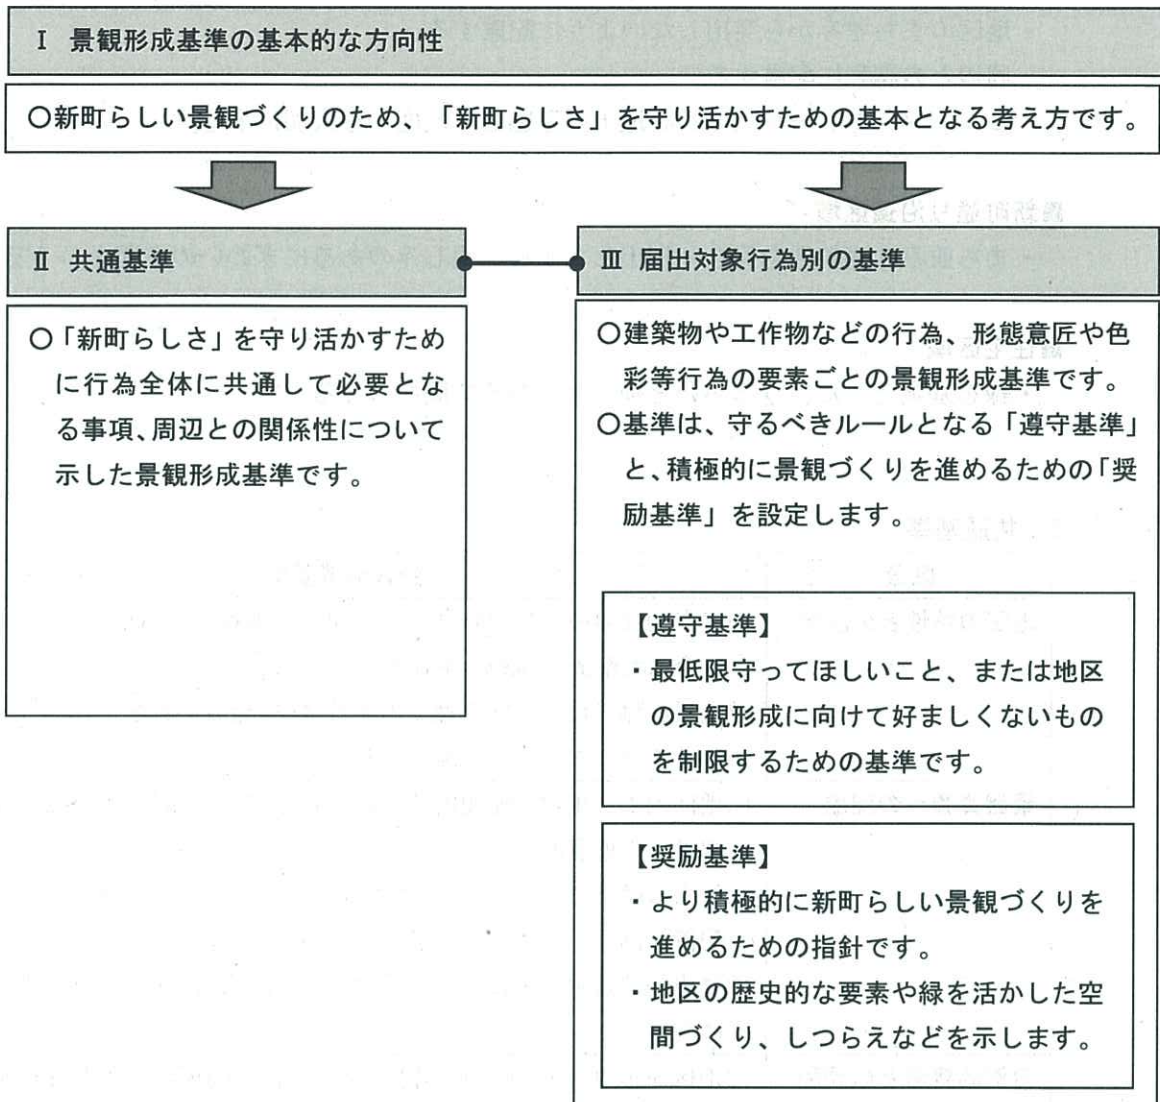 Ⅰ 景観形成基準の基本的な方向性
○新町らしい景観づくりのため、「新町らしさ」を守り活かすための基本となる考え方です。
Ⅱ 共通基準
○「新町らしさ」を守り活かすため
に行為全体に共通して必要とな
る事項、周辺との関係性について
示した景観形成基準です。
Ⅲ 届出対象行為別の基準
○建築物や工作物などの行為、形態意匠や色
彩等行為の要素ごとの景観形成基準です。
○基準は、守るべきルールとなる「遵守基準」
と、積極的に景観づくりを進めるための「奨
励基準」を設定します。
【遵守基準】
・最低限守ってほしいこと、または地区
の景観形成に向けて好ましくないもの
を制限するための基準です。
【奨励基準】
・より積極的に新町らしい景観づくりを
進めるための指針です。
・地区の歴史的な要素や緑を活かした空
間づくり、しつらえなどを示します。